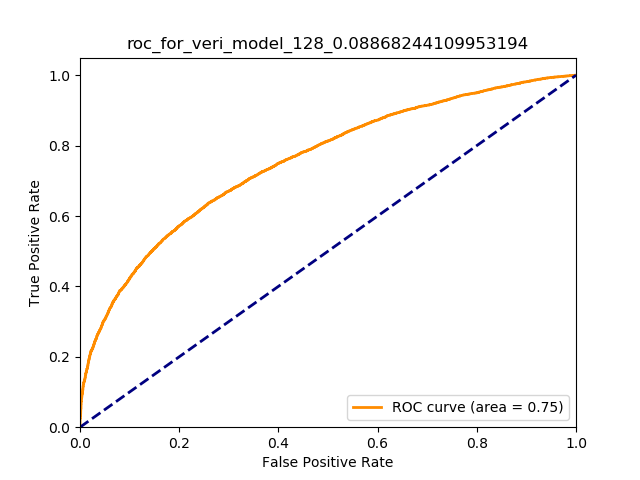 roc_for_veri_model_128_0.08868244109953194
True Positive Rate
1.0
0.8
0.6
0.4
0.2
0.0
0.0 0.2 0.4 0.6 0.8 1.0
False Positive Rate
ROC curve (area = 0.75)